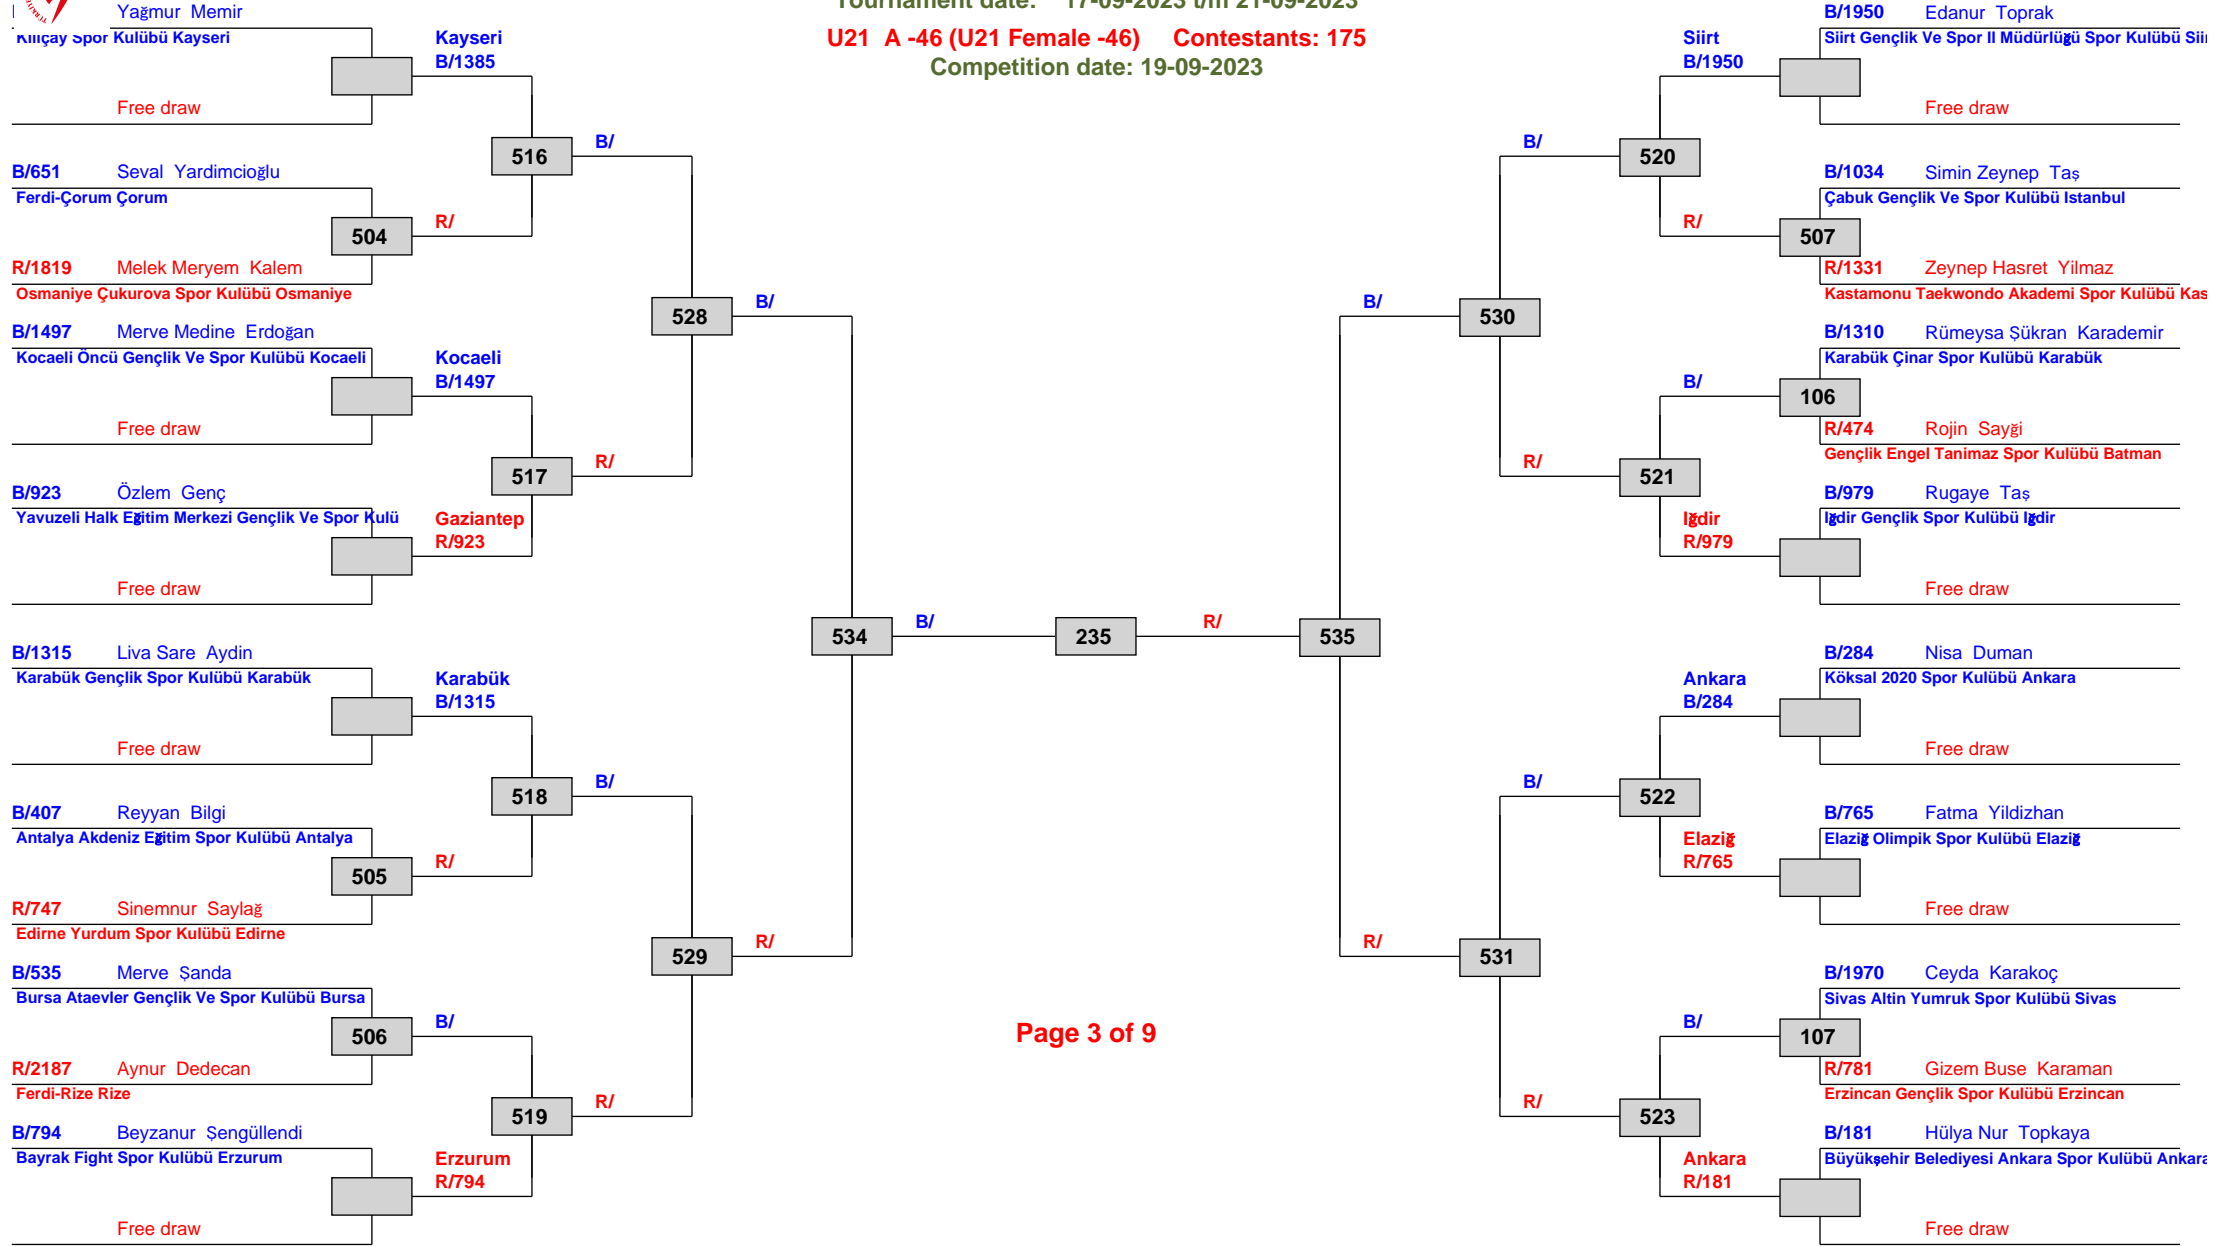 Tournament date: 17-09-2023 t/m 21-09-2023
U21 A -46 (U21 Female -46) Contestants: 175
Competition date: 19-09-2023
Yağmur Memir
Kiliçay Spor Kulübü Kayseri
Free draw
Kayseri
B/1385
516
B/
B/651 Seval Yardimcioğlu
Ferdi-Çorum Çorum
504
R/
R/1819 Melek Meryem Kalem
Osmaniye Çukurova Spor Kulübü Osmaniye
528
B/
B/1497 Merve Medine Erdoğan
Kocaeli Öncü Gençlik Ve Spor Kulübü Kocaeli
Kocaeli
B/1497
Free draw
517
R/
B/923 Özlem Genç
Yavuzeli Halk Eğitim Merkezi Gençlik Ve Spor Kulü
Gaziantep
R/923
Free draw
534
B/
235
R/
535
B/1315 Liva Sare Aydin
Karabük Gençlik Spor Kulübü Karabük
Karabük
B/1315
Free draw
518
B/
B/407 Reyyan Bilgi
Antalya Akdeniz Eğitim Spor Kulübü Antalya
505
R/
R/747 Sinemnur Saylağ
Edirne Yurdum Spor Kulübü Edirne
529
R/
B/535 Merve Şanda
Bursa Ataevler Gençlik Ve Spor Kulübü Bursa
506
B/
R/2187 Aynur Dedecan
Ferdi-Rize Rize
519
R/
B/794 Beyzanur Şengüllendi
Bayrak Fight Spor Kulübü Erzurum
Erzurum
R/794
Free draw
Page 3 of 9
B/1950 Edanur Toprak
Siirt Gençlik Ve Spor Il Müdürlüğü Spor Kulübü Sii
Siirt
B/1950
Free draw
B/
520
B/1034 Simin Zeynep Taş
Çabuk Gençlik Ve Spor Kulübü Istanbul
R/
507
R/1331 Zeynep Hasret Yilmaz
Kastamonu Taekwondo Akademi Spor Kulübü Kas
B/
530
B/1310 Rümeysa Şükran Karademir
Karabük Çinar Spor Kulübü Karabük
B/
106
R/474 Rojin Sayği
Gençlik Engel Tanimaz Spor Kulübü Batman
R/
521
B/979 Rugaye Taş
Iğdir Gençlik Spor Kulübü Iğdir
Iğdir
R/979
Free draw
B/284 Nisa Duman
Köksal 2020 Spor Kulübü Ankara
Ankara
B/284
Free draw
B/
522
B/765 Fatma Yildizhan
Elaziğ Olimpik Spor Kulübü Elaziğ
Elaziğ
R/765
Free draw
R/
531
B/1970 Ceyda Karakoç
Sivas Altin Yumruk Spor Kulübü Sivas
B/
107
R/781 Gizem Buse Karaman
Erzincan Gençlik Spor Kulübü Erzincan
R/
523
B/181 Hülya Nur Topkaya
Büyükşehir Belediyesi Ankara Spor Kulübü Ankara
Ankara
R/181
Free draw